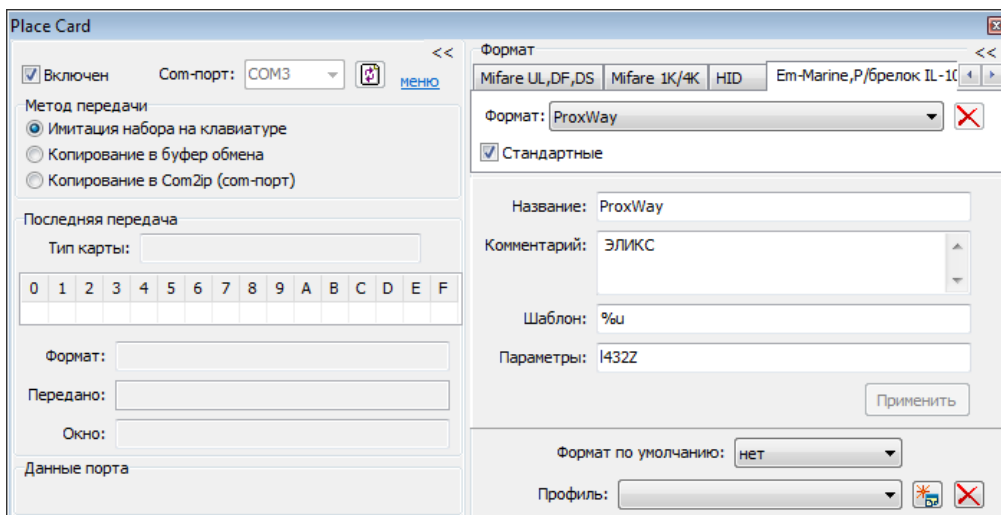 Place Card
<<
Включен
Com-порт:
COM3
меню
Метод передачи
Имитация набора на клавиатуре
Копирование в буфер обмена
Копирование в Com2ip (com-порт)
Последняя передача
Тип карты:
0 1 2 3 4 5 6 7 8 9 A B C D E F
Формат:
Передано:
Окно:
Данные порта
Формат
<<
Mifare UL,DF,DS
Mifare 1K/4K
HID
Em-Marine,Р/брелок IL-10
Формат: ProxWay
Стандартные
Название: ProxWay
Комментарий: ЭЛИКС
Шаблон: %u
Параметры: l432Z
Применить
Формат по умолчанию: нет
Профиль: